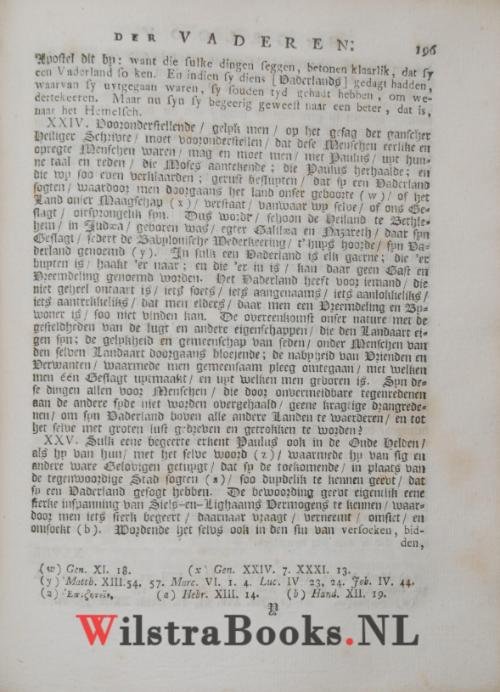 DER VADEREN. 196
Apostel dit by: want die sulke dingen seggen, betonen klaarlik, dat sy
een Vaderland so ken. En indien sy diens [Vaderlands] gedagt hadden,
waarvan sy uytgegaan waren, sy souden tyd gehadt hebben, om we-
dertekeeren. Maar nu syn sy begeerig geweest naar een beter, dat is,
naar het Hemelsch.
XXIV. Vooronderstellende / gelyk men / op het gesag der ganscher
Heiliger Schrivre / moet vooronderstellen / dat dese Menschen eerlike en
opregte Menschen waren / mag en moet men / met Paulus / uyt hun-
ne taal en reden / die Moses aantekende; die Paulus herhaalde; en
die wy soo even verklaarden; gerust besluyten / dat sy een Vaderland
sogten / waardoor men doorgaans het land onser geboorte (w) / of het
Land onser Maagschap (x) / verstaat / vanwaar wy selve / of ons Ge-
slagt / oirsprongelik syn. Dus wordt / schoon de Heiland te Bethle-
hem / in Judæa / geboren was / egter Galilæa en Nazareth / daar syn
Geslagt / sedert de Babylonische Wederkeering / t'huys hoorde / syn Va-
derland genoemd (y). In sulk een Vaderland is elk gaerne; die 'er
buyten is / haakt 'er naar; en die 'er in is / kan daar geen Gast en
Vreemdeling genoemd worden. Het Vaderland heeft voor iemand / die
niet geheel ontaart is / iets soets / iets aangenaams / iets aanlokkeliks /
iets aantrekkeliks / dat men elders / daar men een Vreemdeling en By-
woner is / soo niet vinden kan. De overeenkomst onser nature met de
gesteldheden van de lugt en andere eigenschappen / die den Landaart ei-
gen syn; de gelykheid en gemeenschap van seden / onder Menschen van
den selven Landaart doorgaans bloejende; de nabyheid van Vrienden en
Verwanten / waarmede men gemeensaam pleeg omtegaan / met welken
men één Geslagt uytmaakt / en uyt welken men geboren is. Syn de-
se dingen allen voor Menschen / die door onvermeidbare tegenredenen
aan de andere syde niet worden overgehaald / geene kraglige drangrede-
nen / om syn Vaderland boven alle andere Landen te waerderen / en tot
het selve met groten lust gedreven en getrokken te worden?
XXV. Sulk eene begeerte erkent Paulus ook in de Oude Helden /
als hy van hun / met het selve woord (z) / waarmede hy van sig en
andere ware Gelovigen getuygt / dat sy de toekomende / in plaats van
de tegenwoordige Stad sogten (a) / soo duydelik te kennen geevt / dat
sy een Vaderland gesogt hebben. De bewoording geevt eigenlik eene
sterke inspanning van Siels-en-Lighaams Vermogens te kennen / waar-
door men iets sterk begeert / daarnaar vraagt / verneemt / omsiet / en
omsoekt (b). Wordende het selve ook in den sin van versoeken, bid-
den,
(w) Gen. XI. 18. (x) Gen. XXIV. 7. XXXI. 13.
(y) Matth. XIII. 54, 57. Marc. VI. 1. 4. Luc. IV 23, 24. Joh. IV. 44.
(z) Επιζητεῖν. (a) Hebr. XIII. 14. (b) Hand. XII. 19.
WilstraBooks.NL